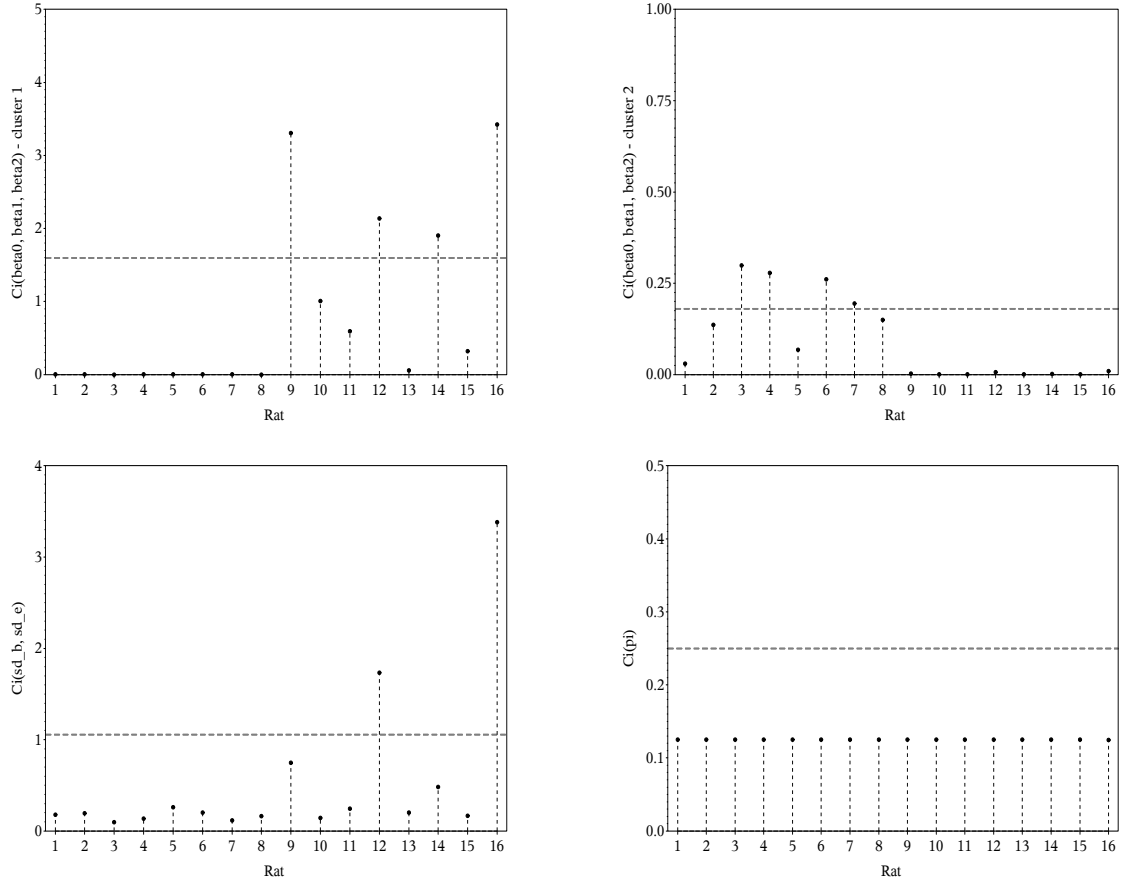 5
4
3
2
1
0
Ci(beta0, beta1, beta2) - cluster 1
1 2 3 4 5 6 7 8 9 10 11 12 13 14 15 16
Rat
1.00
0.75
0.50
0.25
0.00
Ci(beta0, beta1, beta2) - cluster 2
1 2 3 4 5 6 7 8 9 10 11 12 13 14 15 16
Rat
4
3
2
1
0
Ci(sd_b, sd_e)
1 2 3 4 5 6 7 8 9 10 11 12 13 14 15 16
Rat
0.5
0.4
0.3
0.2
0.1
0.0
Ci(pi)
1 2 3 4 5 6 7 8 9 10 11 12 13 14 15 16
Rat